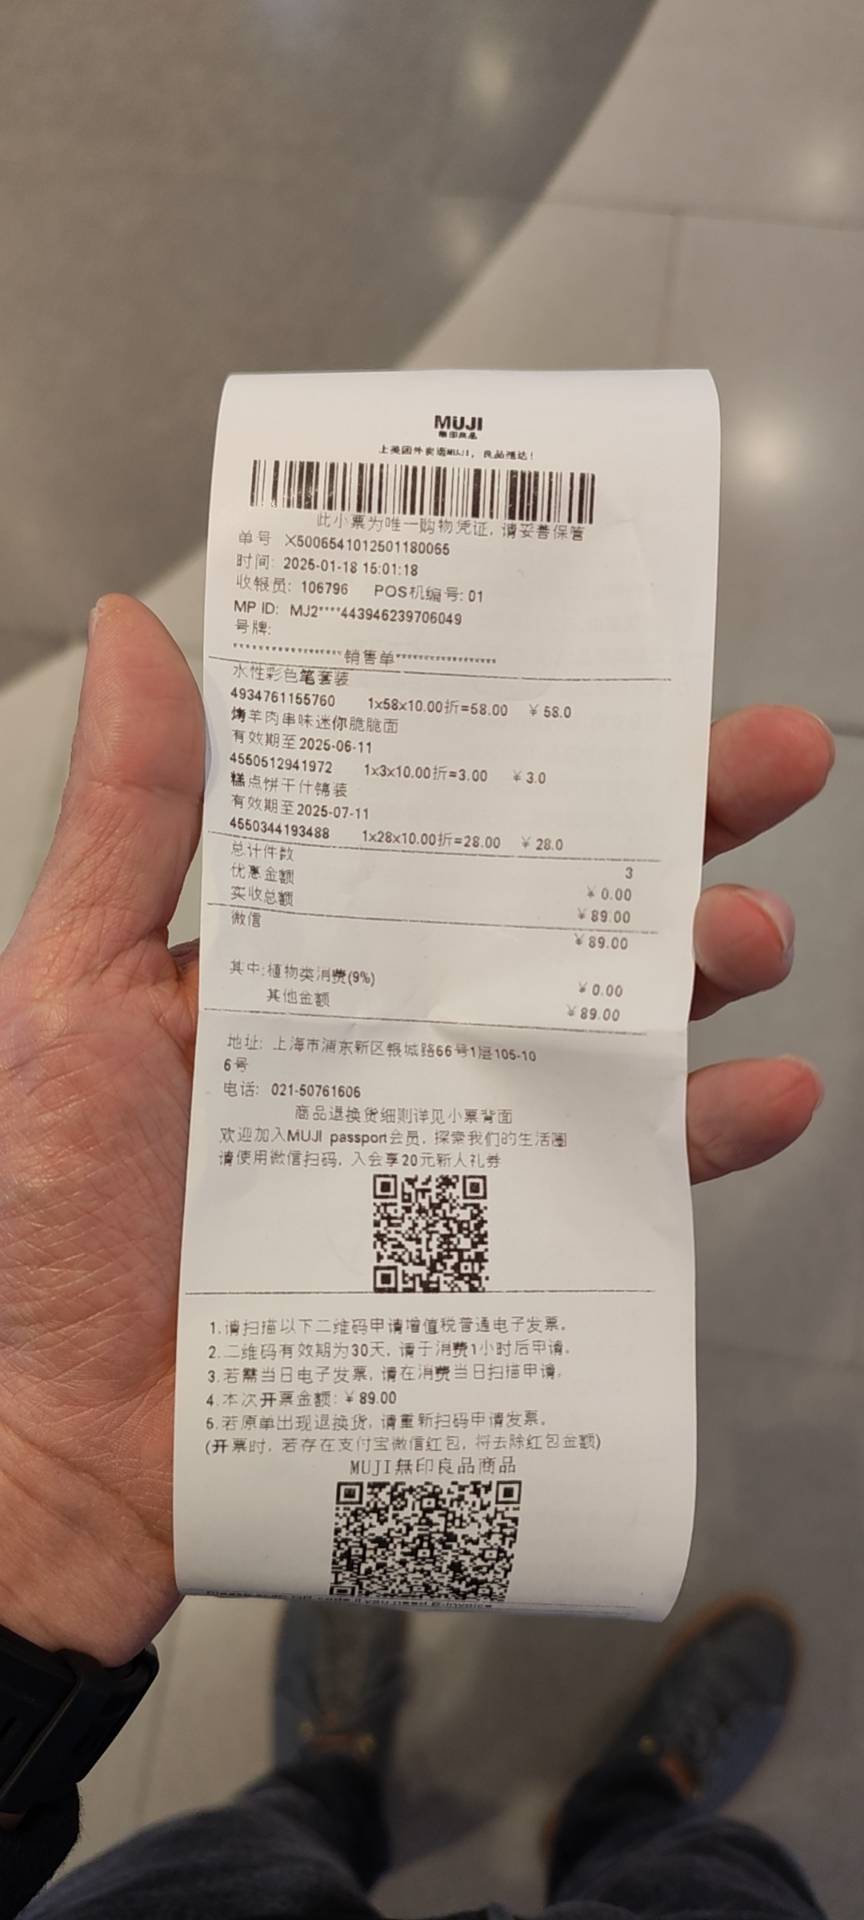 MUJI
無印良品
上美团外卖逛MUJI，良品速达！
此小票为唯一购物凭证，请妥善保管
单号 X5006541012501180065
时间: 2025-01-18 15:01:18
收银员: 106796 POS机编号: 01
MP ID: MJ2****443946239706049
号牌:
******************销售单******************
水性彩色笔套装
4934761155760 1x58x10.00折=58.00 ￥58.0
烤羊肉串味迷你脆脆面
有效期至2025-06-11
4550512941972 1x3x10.00折=3.00 ￥3.0
糕点饼干什锦装
有效期至2025-07-11
4550344193488 1x28x10.00折=28.00 ￥28.0
总计件数 3
优惠金额 ￥0.00
实收总额 ￥89.00
微信 ￥89.00
其中:植物类消费(9%) ￥0.00
其他金额 ￥89.00
地址: 上海市浦东新区银城路66号1层105-10
6号
电话: 021-50761606
商品退换货细则详见小票背面
欢迎加入MUJI passport会员，探索我们的生活圈
请使用微信扫码，入会享20元新人礼券
1.请扫描以下二维码申请增值税普通电子发票。
2.二维码有效期为30天，请于消费1小时后申请。
3.若需当日电子发票，请在消费当日扫描申请。
4.本次开票金额: ￥89.00
5.若原单出现退换货，请重新扫码申请发票。
(开票时，若存在支付宝微信红包，将去除红包金额)
MUJI無印良品商品